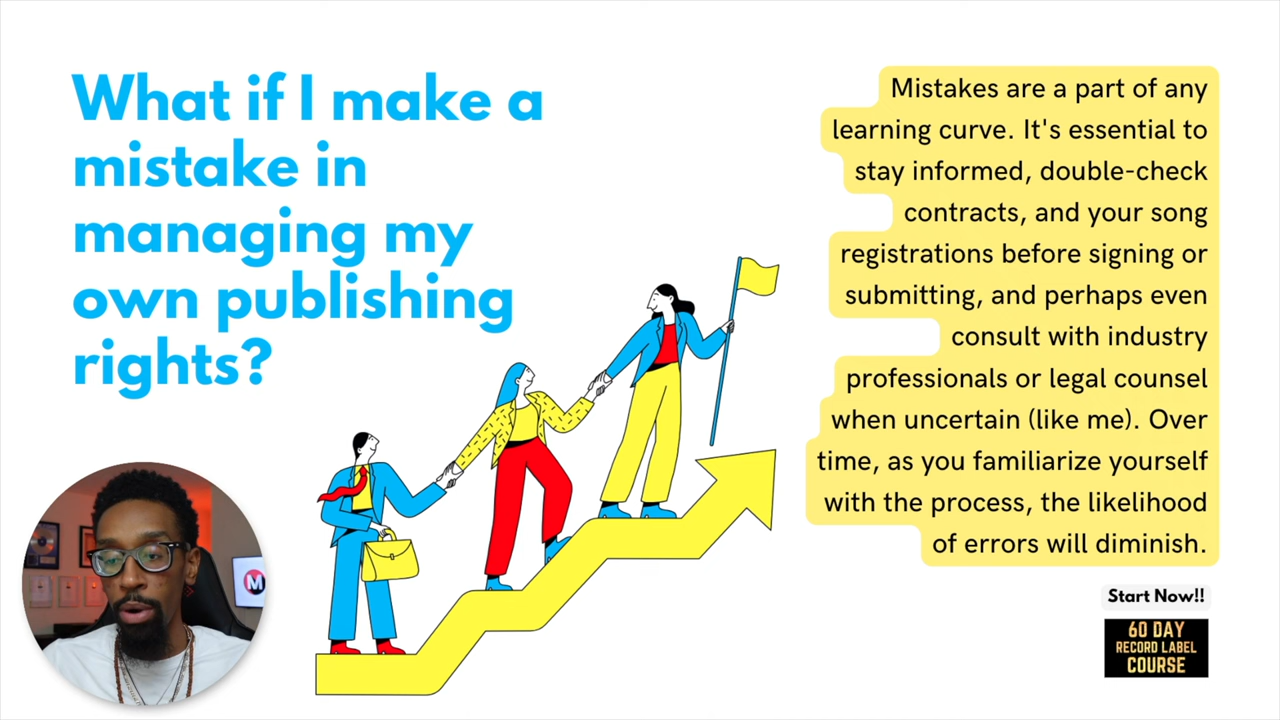 What if I make a
mistake in
managing my
own publishing
rights?
Mistakes are a part of any
learning curve. It's essential to
stay informed, double-check
contracts, and your song
registrations before signing or
submitting, and perhaps even
consult with industry
professionals or legal counsel
when uncertain (like me). Over
time, as you familiarize yourself
with the process, the likelihood
of errors will diminish.
Start Now!!
60 DAY
RECORD LABEL
COURSE
M